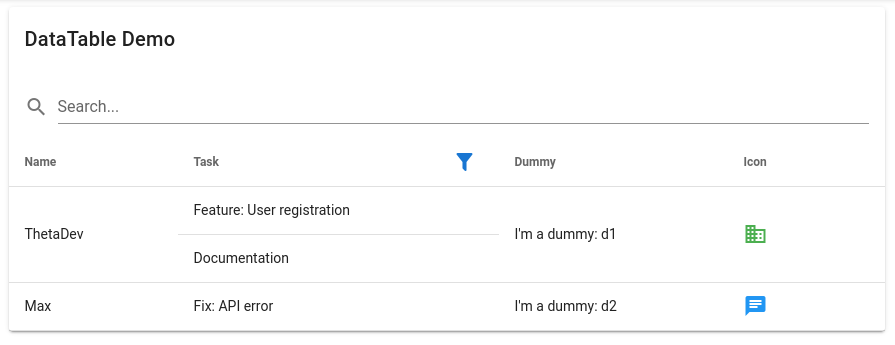 DataTable Demo
Search...
Name Task Dummy Icon
Feature: User registration
ThetaDev I'm a dummy: d1
Documentation
Max Fix: API error I'm a dummy: d2